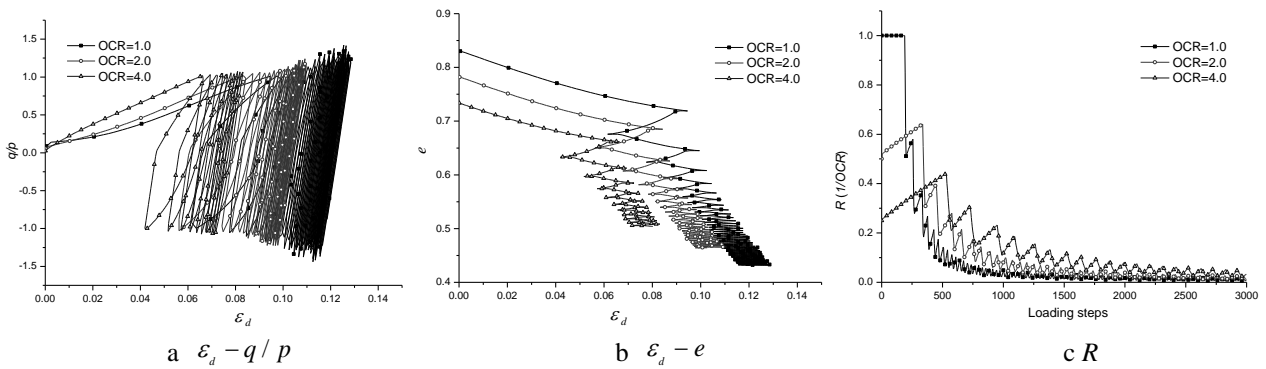 OCR=1.0
OCR=2.0
OCR=4.0
1.5
1.0
0.5
0.0
-0.5
-1.0
-1.5
q/p
0.00 0.02 0.04 0.06 0.08 0.10 0.12 0.14
ε_d
a ε_d − q / p
OCR=1.0
OCR=2.0
OCR=4.0
0.9
0.8
0.7
0.6
0.5
0.4
e
0.00 0.02 0.04 0.06 0.08 0.10 0.12 0.14
ε_d
b ε_d − e
OCR=1.0
OCR=2.0
OCR=4.0
1.0
0.8
0.6
0.4
0.2
0.0
R (1/OCR)
0 500 1000 1500 2000 2500 3000
Loading steps
c R